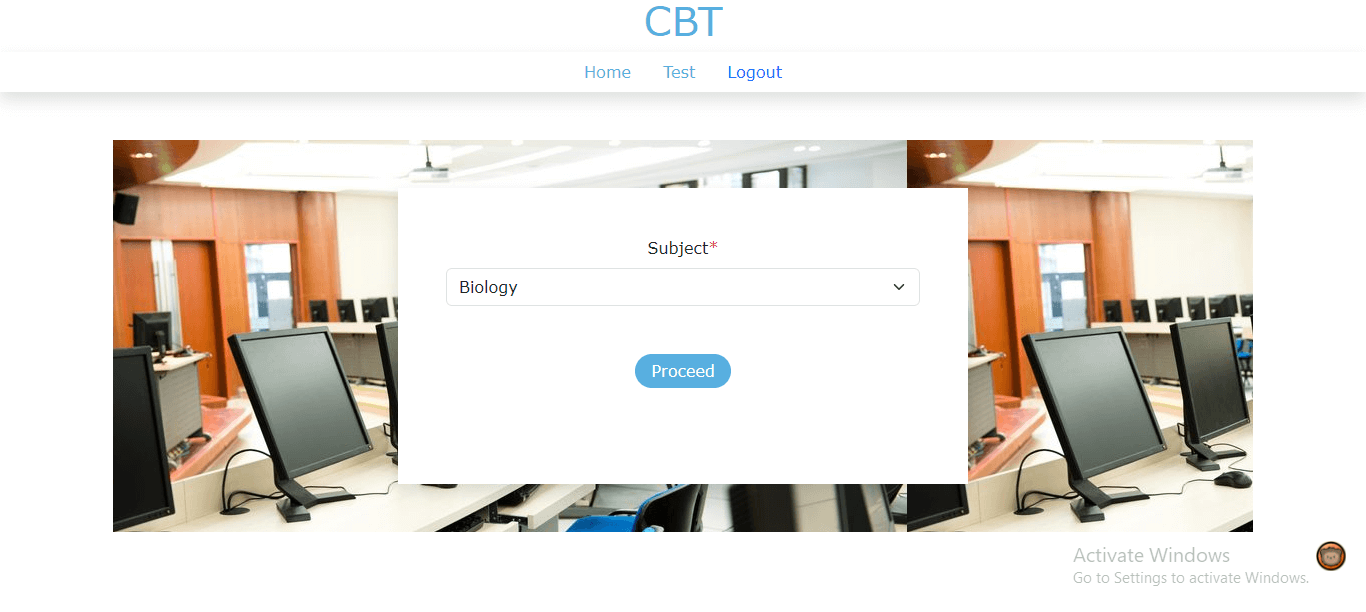 CBT
Home Test Logout
Subject*
Biology
Proceed
Activate Windows
Go to Settings to activate Windows.